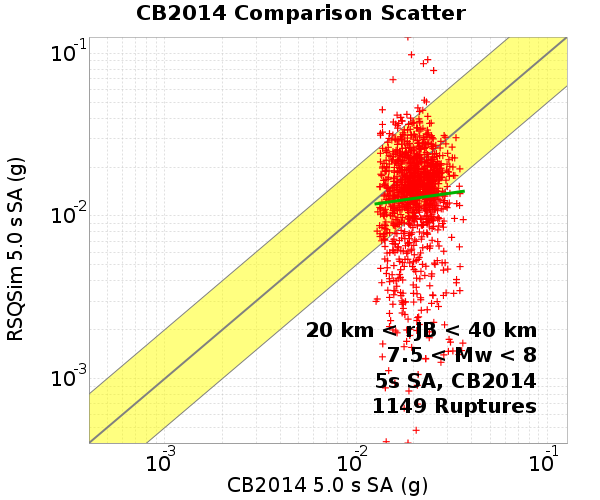 CB2014 Comparison Scatter
10-1
10-2
10-3
RSQSim 5.0 s SA (g)
20 km < rJB < 40 km
7.5 < Mw < 8
5s SA, CB2014
1149 Ruptures
10-3 10-2 10-1
CB2014 5.0 s SA (g)